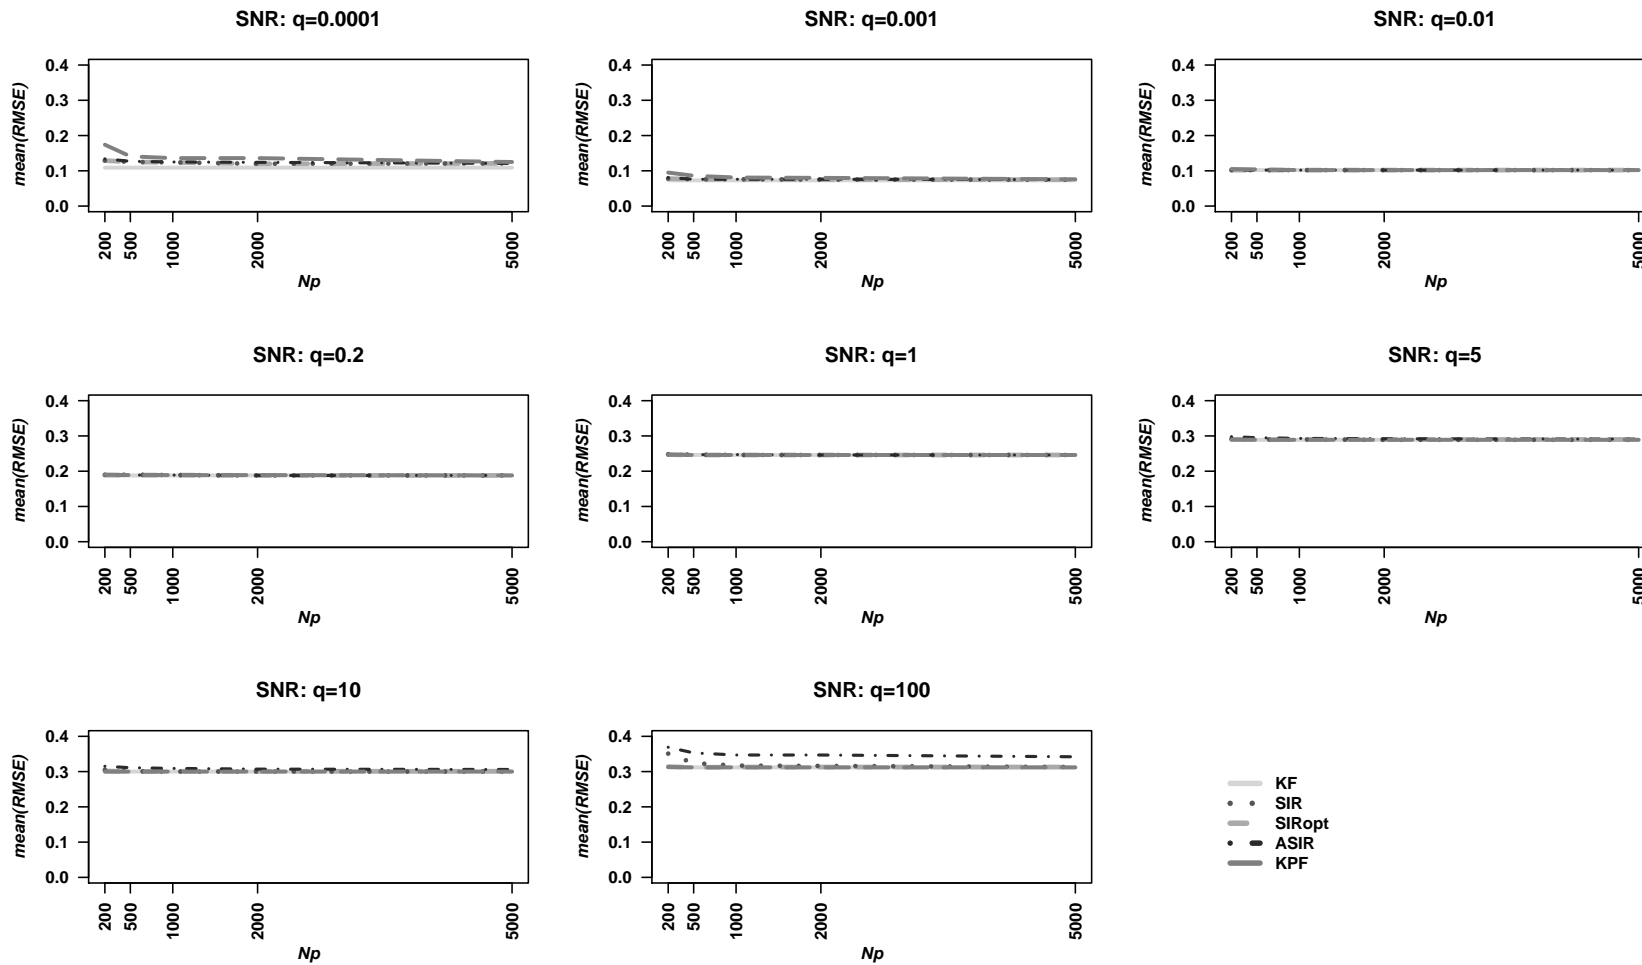 SNR: q=0.0001
mean(RMSE)
0.4
0.3
0.2
0.1
0.0
200
500
1000
2000
5000
Np
SNR: q=0.001
mean(RMSE)
0.4
0.3
0.2
0.1
0.0
200
500
1000
2000
5000
Np
SNR: q=0.01
mean(RMSE)
0.4
0.3
0.2
0.1
0.0
200
500
1000
2000
5000
Np
SNR: q=0.2
mean(RMSE)
0.4
0.3
0.2
0.1
0.0
200
500
1000
2000
5000
Np
SNR: q=1
mean(RMSE)
0.4
0.3
0.2
0.1
0.0
200
500
1000
2000
5000
Np
SNR: q=5
mean(RMSE)
0.4
0.3
0.2
0.1
0.0
200
500
1000
2000
5000
Np
SNR: q=10
mean(RMSE)
0.4
0.3
0.2
0.1
0.0
200
500
1000
2000
5000
Np
SNR: q=100
mean(RMSE)
0.4
0.3
0.2
0.1
0.0
200
500
1000
2000
5000
Np
KF
SIR
SIRopt
ASIR
KPF